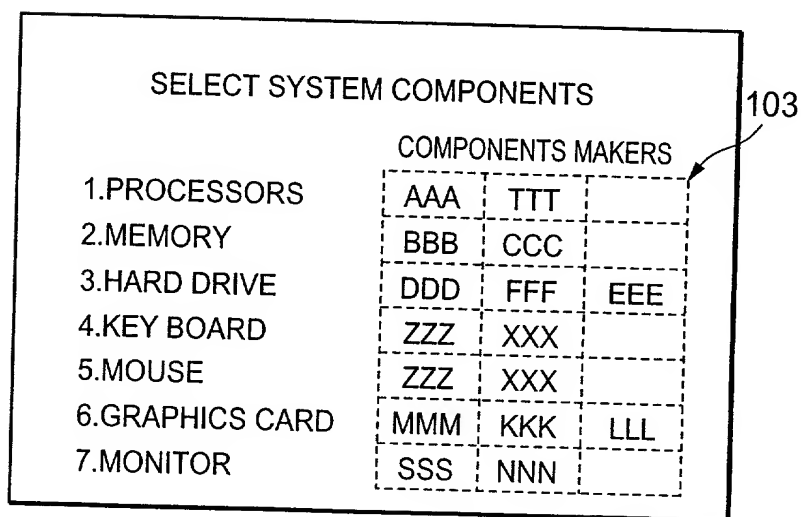 SELECT SYSTEM COMPONENTS
103
COMPONENTS MAKERS
1.PROCESSORS AAA TTT
2.MEMORY BBB CCC
3.HARD DRIVE DDD FFF EEE
4.KEY BOARD ZZZ XXX
5.MOUSE ZZZ XXX
6.GRAPHICS CARD MMM KKK LLL
7.MONITOR SSS NNN